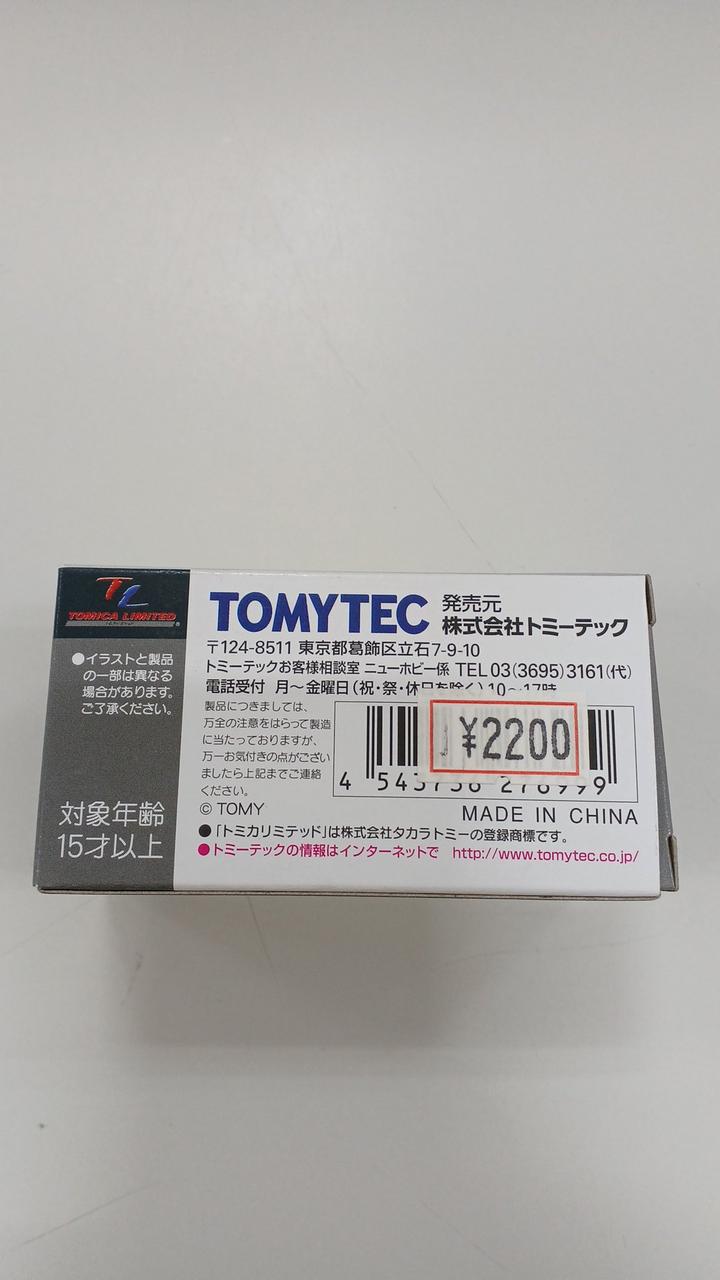 TL
TOMICA LIMITED
●イラストと製品
の一部は異なる
場合があります。
ご了承ください。
対象年齢
15才以上
TOMYTEC 発売元
株式会社トミーテック
〒124-8511 東京都葛飾区立石7-9-10
トミーテックお客様相談室 ニューホビー係 TEL03(3695)3161(代)
電話受付 月〜金曜日(祝・祭・休日を除く)10〜17時
製品につきましては、
万全の注意をはらって製造
に当たっておりますが、
万一お気付きの点がござい
ましたら上記までご連絡
ください。
¥2200
4 543736 276999
© TOMY
MADE IN CHINA
●「トミカリミテッド」は株式会社タカラトミーの登録商標です。
●トミーテックの情報はインターネットで http://www.tomytec.co.jp/